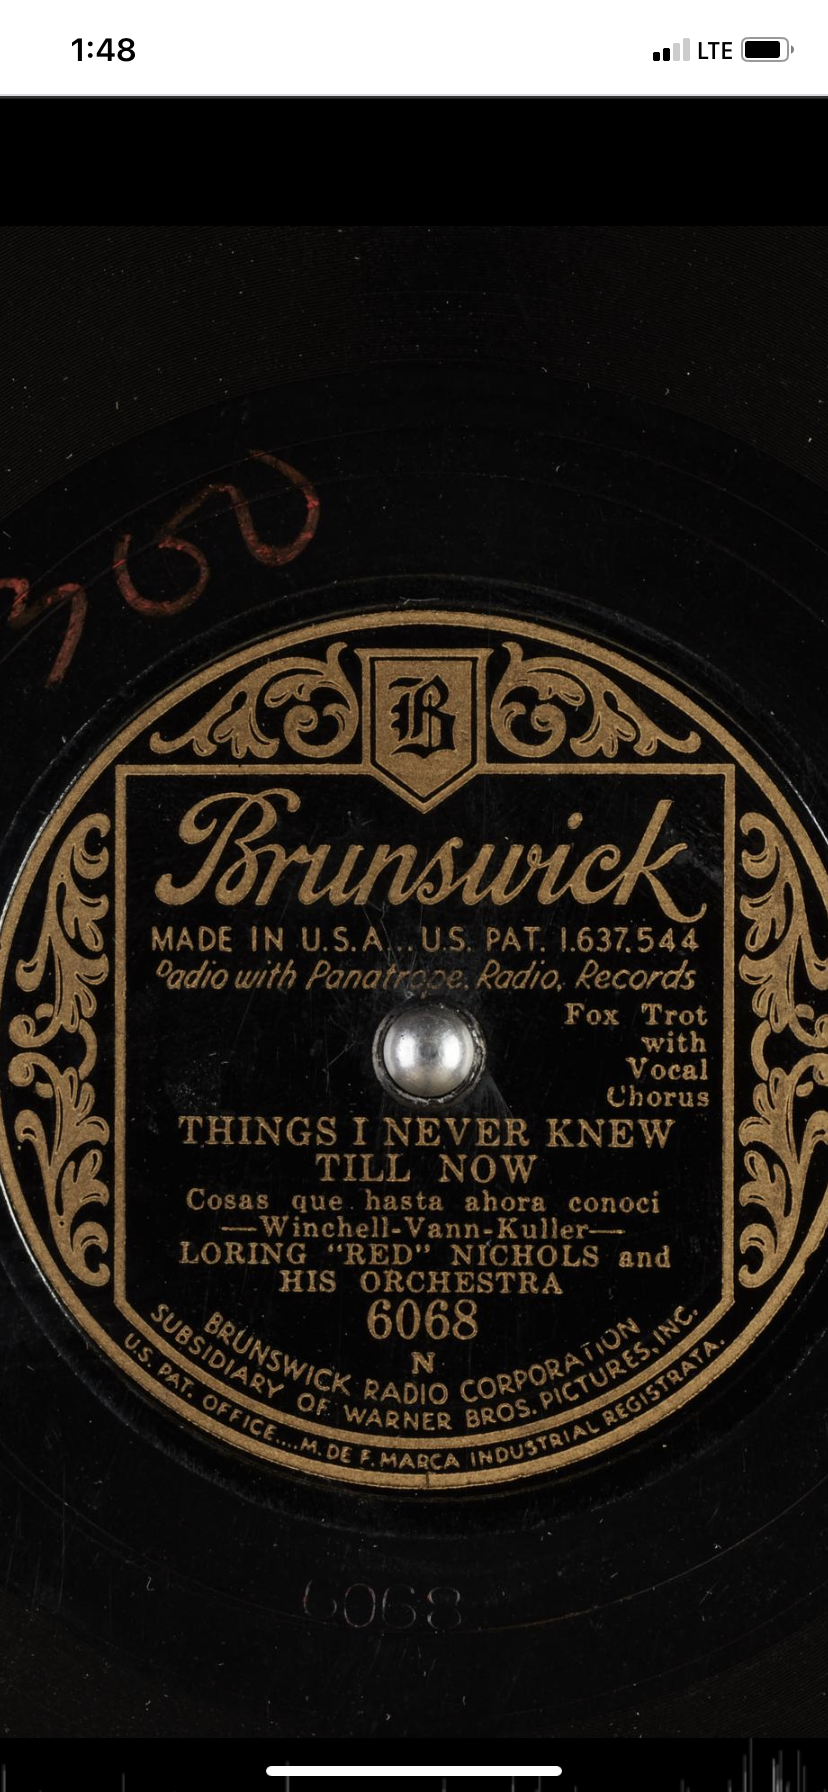 1:48
LTE
300
B
Brunswick
MADE IN U.S.A... U.S. PAT. 1.637.544
Radio with Panatrope, Radio, Records
Fox Trot
with
Vocal
Chorus
THINGS I NEVER KNEW
TILL NOW
Cosas que hasta ahora conoci
—Winchell-Vann-Kuller—
LORING "RED" NICHOLS and
HIS ORCHESTRA
6068
N
BRUNSWICK RADIO CORPORATION
SUBSIDIARY OF WARNER BROS. PICTURES, INC.
U.S. PAT. OFFICE....M. DE F. MARCA INDUSTRIAL REGISTRATA.
6068